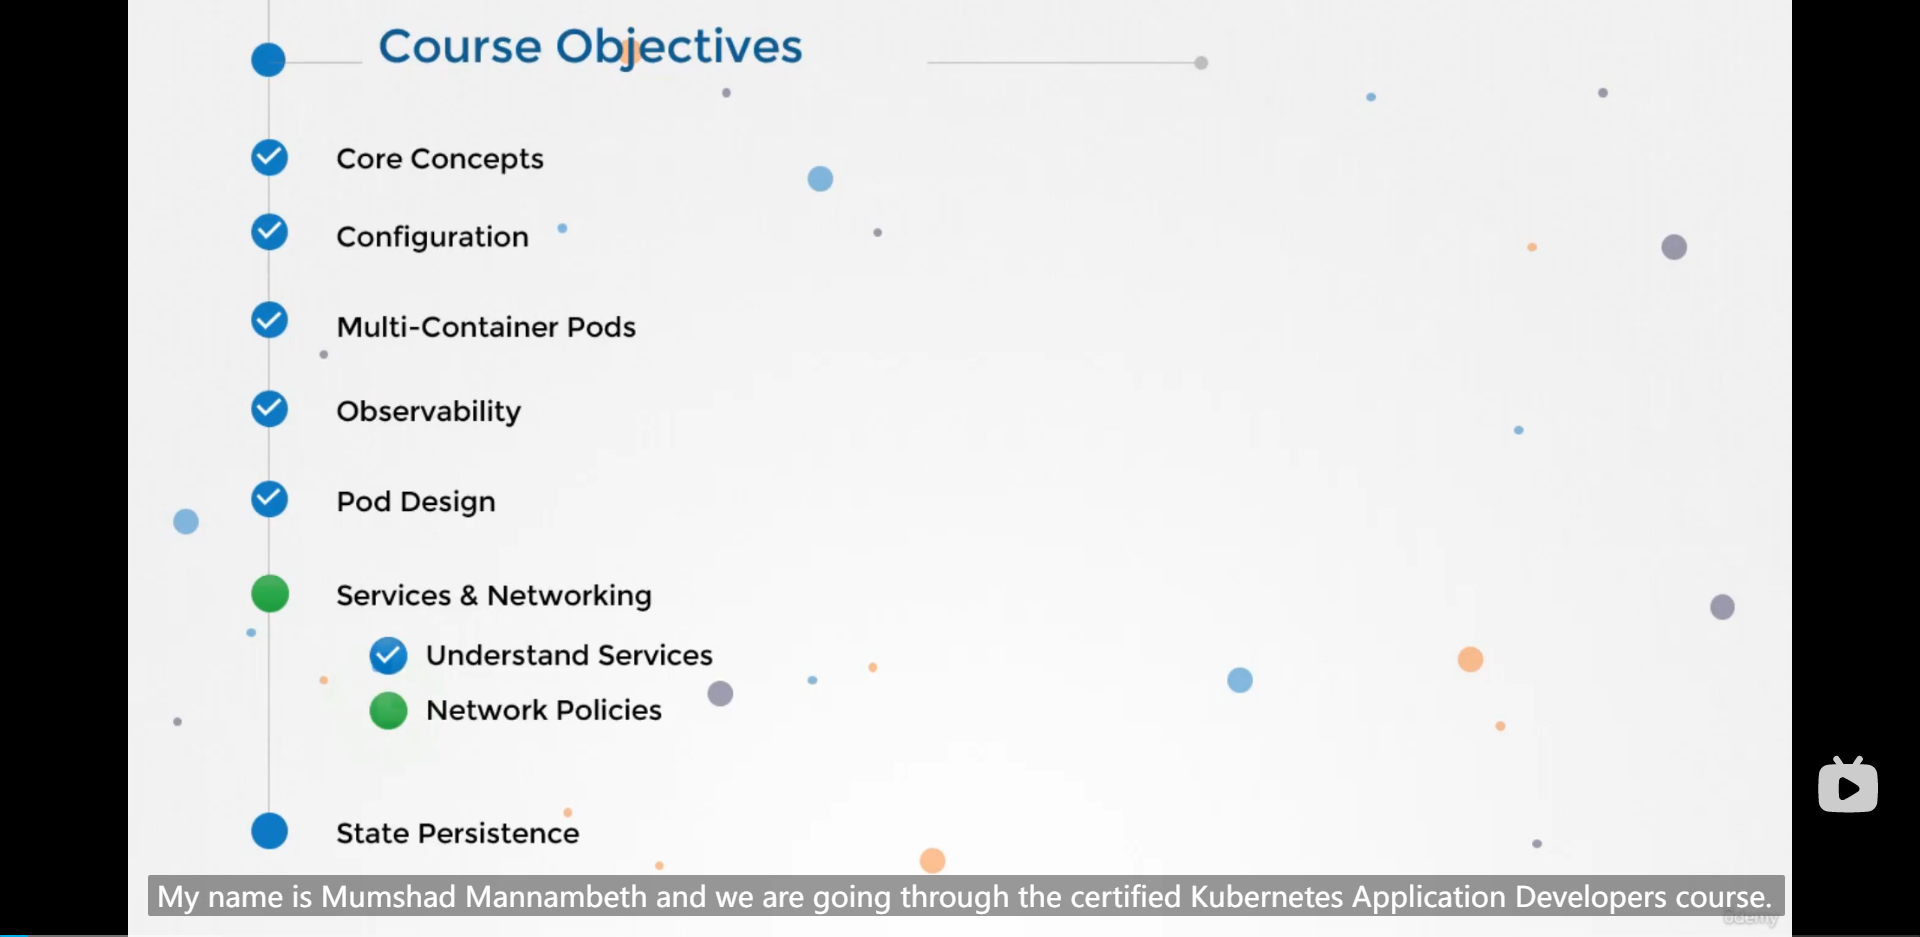 Course Objectives
Core Concepts
Configuration
Multi-Container Pods
Observability
Pod Design
Services & Networking
Understand Services
Network Policies
State Persistence
My name is Mumshad Mannambeth and we are going through the certified Kubernetes Application Developers course.
Udemy